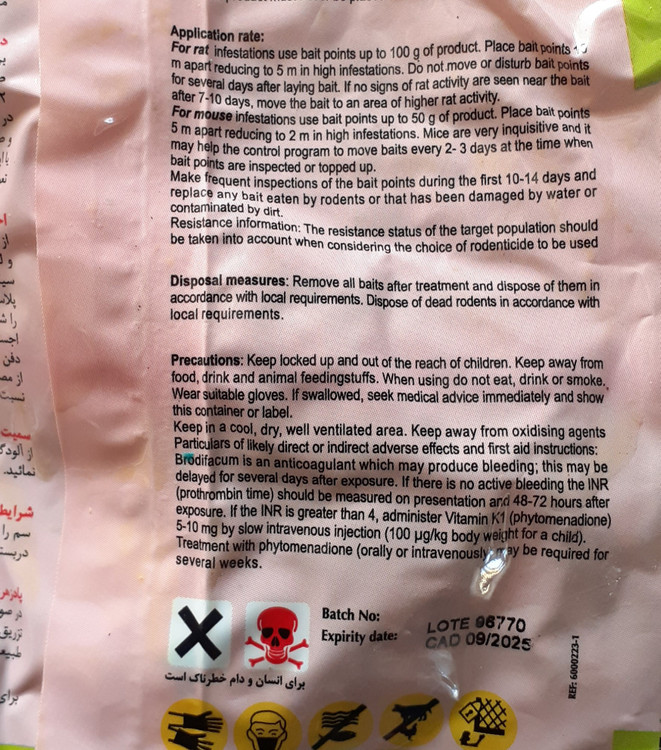 Application rate:
For rat infestations use bait points up to 100 g of product. Place bait points
m apart reducing to 5 m in high infestations. Do not move or disturb bait points
for several days after laying bait. If no signs of rat activity are seen near the bait
after 7-10 days, move the bait to an area of higher rat activity.
For mouse infestations use bait points up to 50 g of product. Place bait points
5 m apart reducing to 2 m in high infestations. Mice are very inquisitive and it
may help the control program to move baits every 2- 3 days at the time when
bait points are inspected or topped up.
Make frequent inspections of the bait points during the first 10-14 days and
replace any bait eaten by rodents or that has been damaged by water or
contaminated by dirt.
Resistance information: The resistance status of the target population should
be taken into account when considering the choice of rodenticide to be used
Disposal measures: Remove all baits after treatment and dispose of them in
accordance with local requirements. Dispose of dead rodents in accordance with
local requirements.
Precautions: Keep locked up and out of the reach of children. Keep away from
food, drink and animal feedingstuffs. When using do not eat, drink or smoke.
Wear suitable gloves. If swallowed, seek medical advice immediately and show
this container or label.
Keep in a cool, dry, well ventilated area. Keep away from oxidising agents
Particulars of likely direct or indirect adverse effects and first aid instructions:
Brodifacum is an anticoagulant which may produce bleeding; this may be
delayed for several days after exposure. If there is no active bleeding the INR
(prothrombin time) should be measured on presentation and 48-72 hours after
exposure. If the INR is greater than 4, administer Vitamin K1 (phytomenadione)
5-10 mg by slow intravenous injection (100 µg/kg body weight for a child).
Treatment with phytomenadione (orally or intravenously) may be required for
several weeks.
Batch No: LOTE 96770
Expirity date: CAD 09/2025
برای انسان و دام خطرناک است
REF: 6000223-1